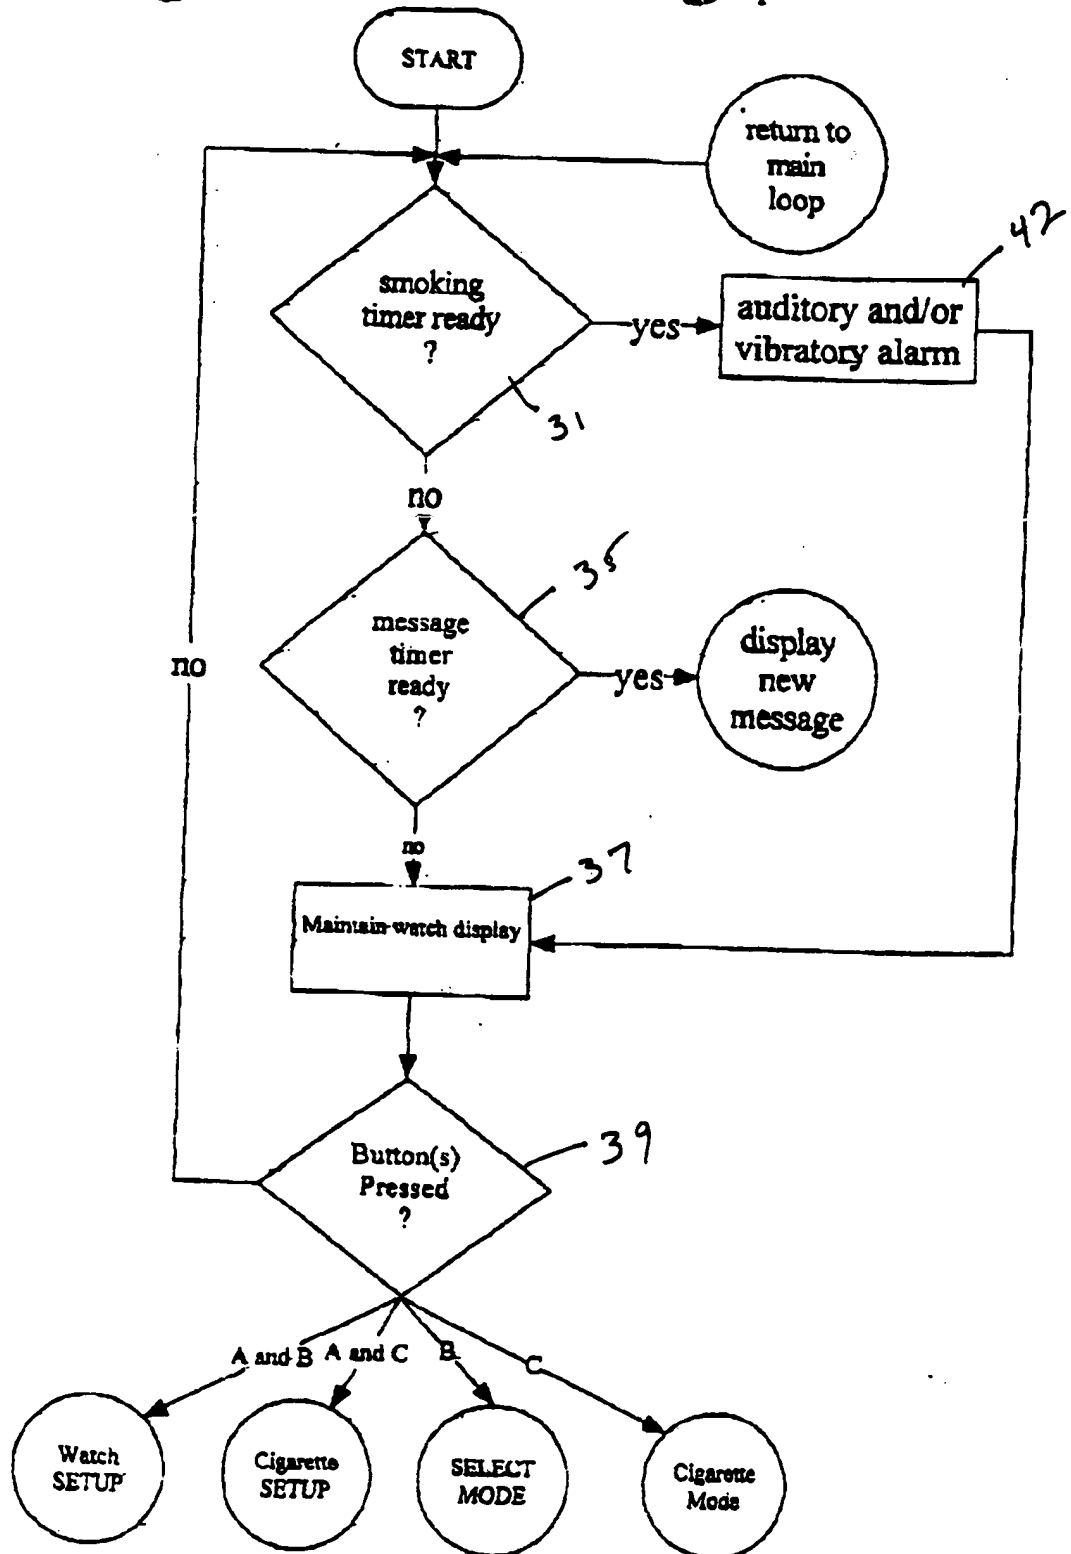 START
return to
main
loop
42
smoking
timer ready
?
yes
auditory and/or
vibratory alarm
31
no
35
message
timer
ready
?
yes
display
new
message
no
no
37
Maintain watch display
39
Button(s)
Pressed
?
A and B
A and C
B
C
Watch
SETUP
Cigarette
SETUP
SELECT
MODE
Cigarette
Mode